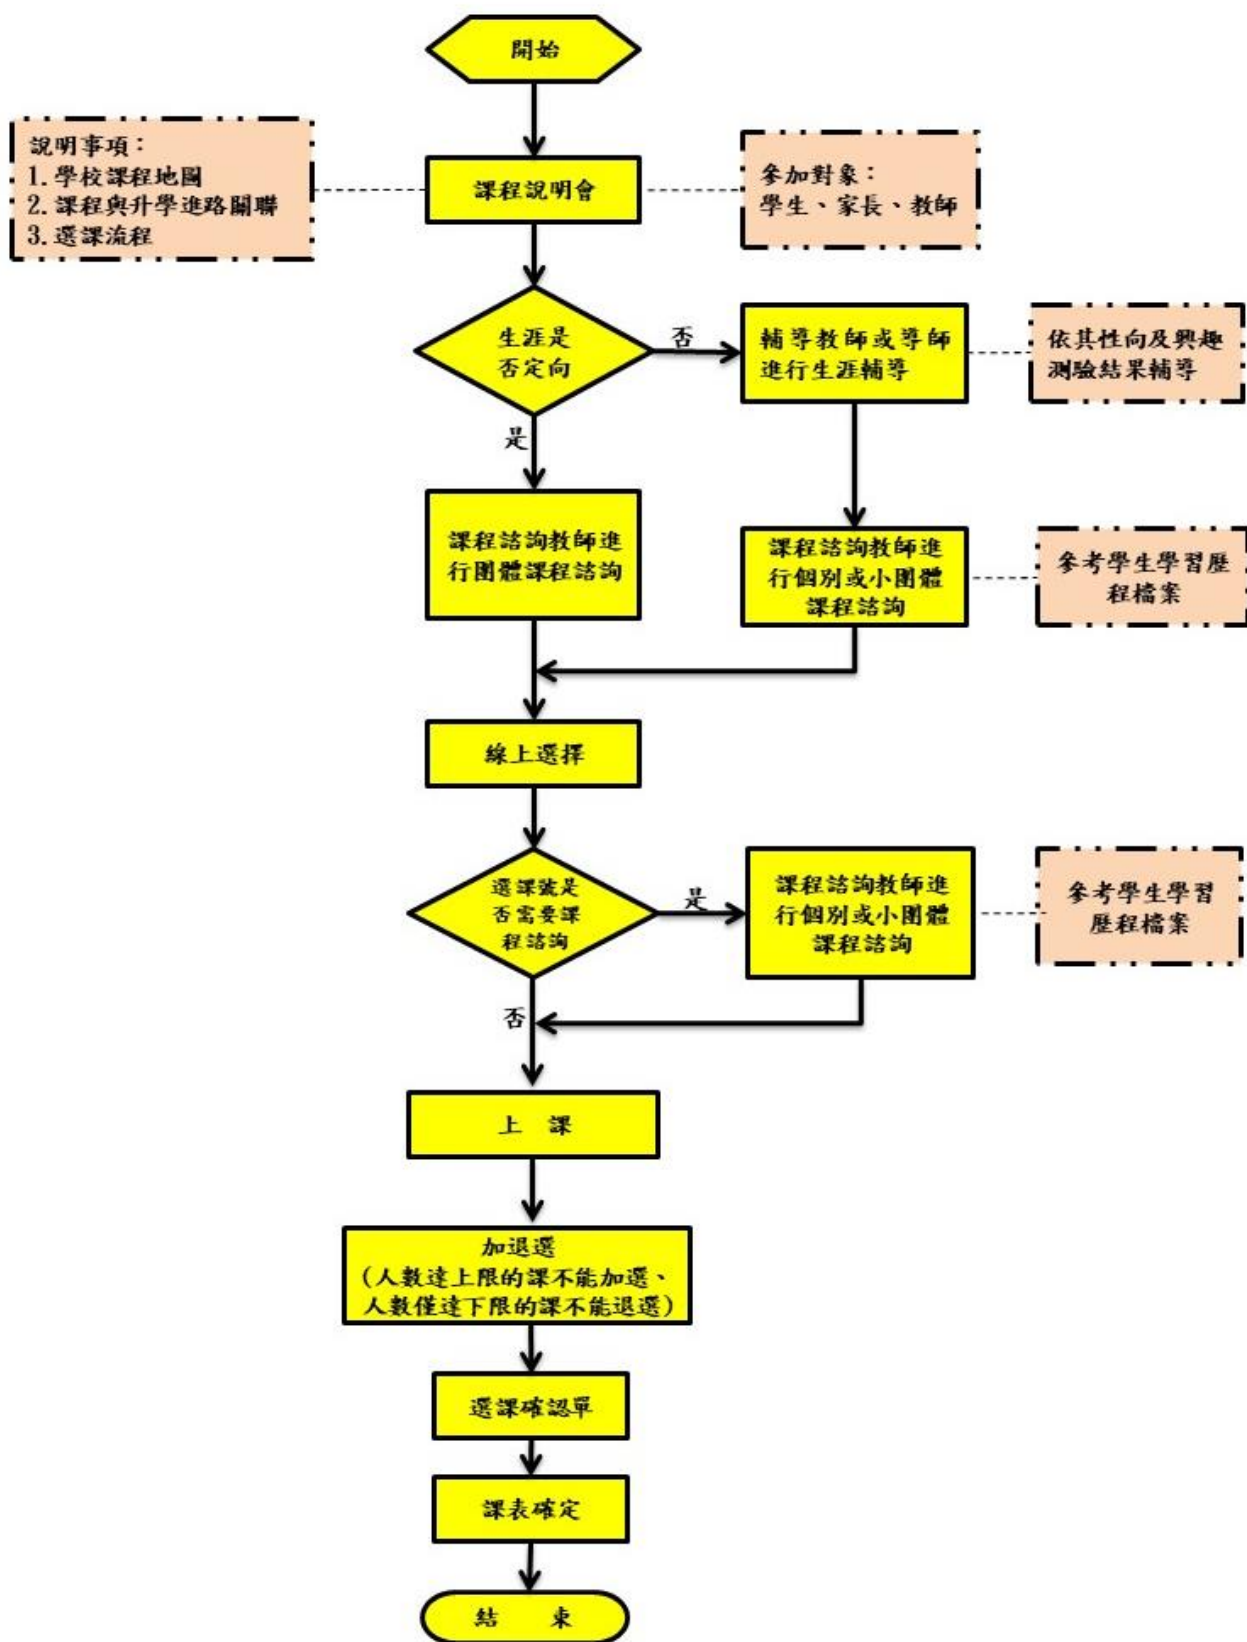 開始
說明事項：
1.學校課程地圖
2.課程與升學進路關聯
3.選課流程
課程說明會
參加對象：
學生、家長、教師
生涯是
否定向
否
輔導教師或導師
進行生涯輔導
依其性向及興趣
測驗結果輔導
是
課程諮詢教師進
行團體課程諮詢
課程諮詢教師進
行個別或小團體
課程諮詢
參考學生學習歷
程檔案
線上選擇
選課號是
否需要課
程諮詢
是
課程諮詢教師進
行個別或小團體
課程諮詢
參考學生學習
歷程檔案
否
上 課
加退選
(人數達上限的課不能加選、
人數僅達下限的課不能退選)
選課確認單
課表確定
結 束